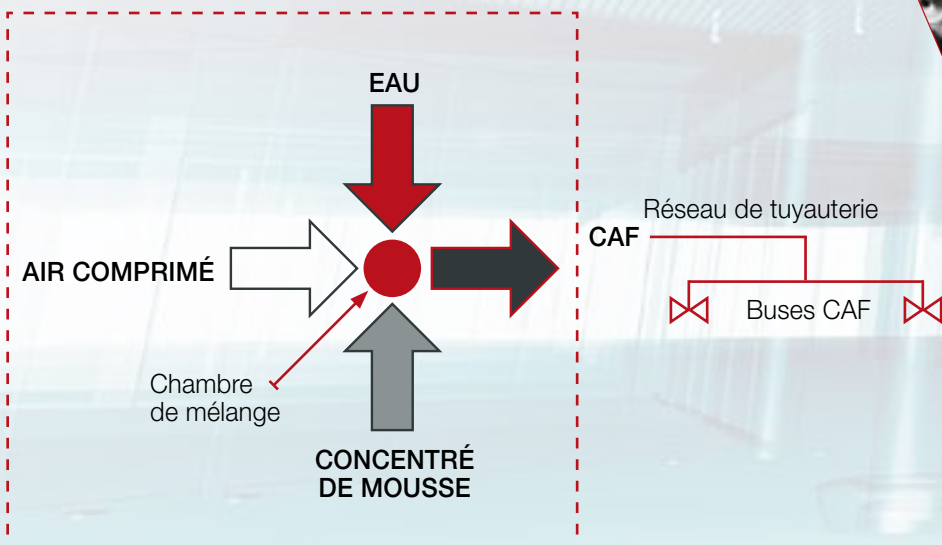 EAU
Réseau de tuyauterie
CAF
AIR COMPRIMÉ
Buses CAF
Chambre
de mélange
CONCENTRÉ
DE MOUSSE